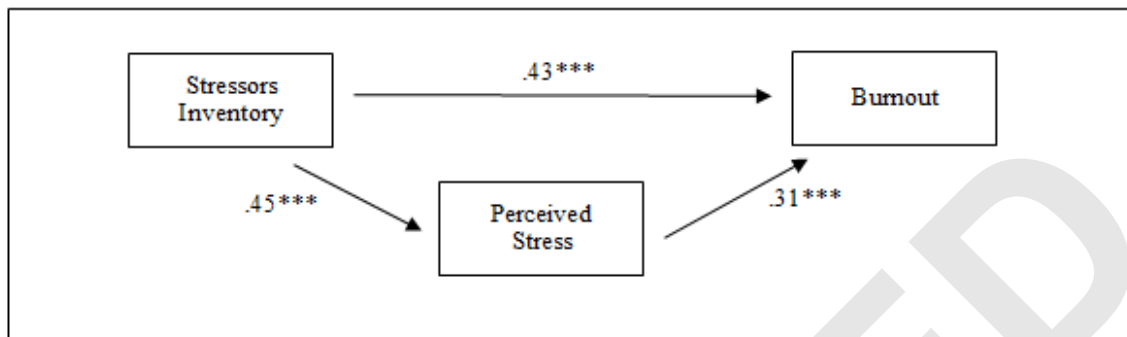 Stressors
Inventory
.43***
Burnout
.45***
Perceived
Stress
.31***